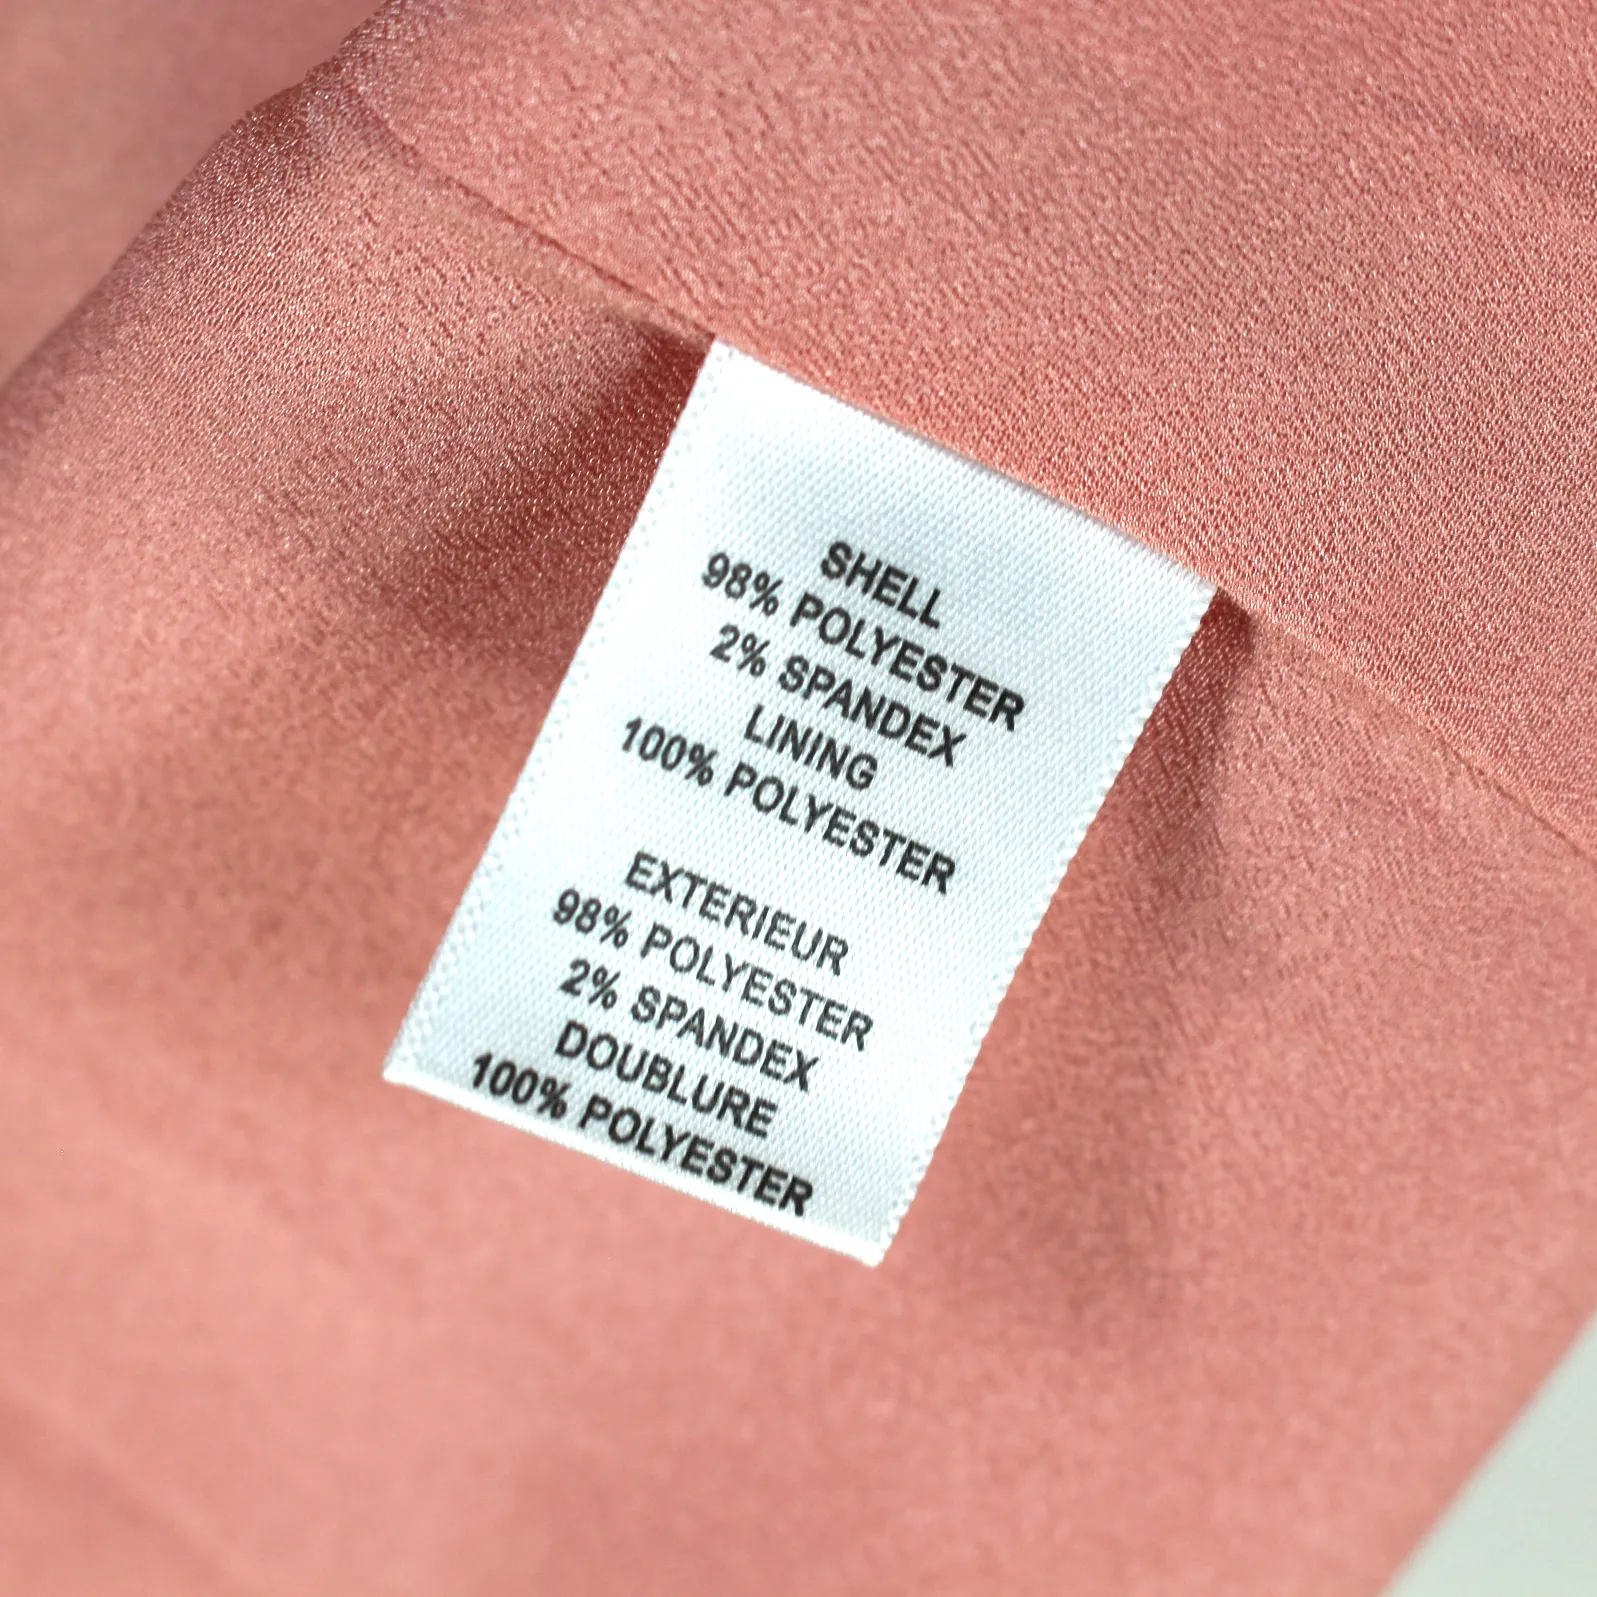 SHELL
98% POLYESTER
2% SPANDEX
LINING
100% POLYESTER
EXTERIEUR
98% POLYESTER
2% SPANDEX
DOUBLURE
100% POLYESTER